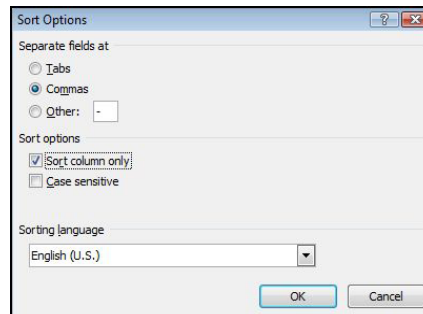 Sort Options
Separate fields at
Tabs
Commas
Other: -
Sort options
Sort column only
Case sensitive
Sorting language
English (U.S.)
OK Cancel